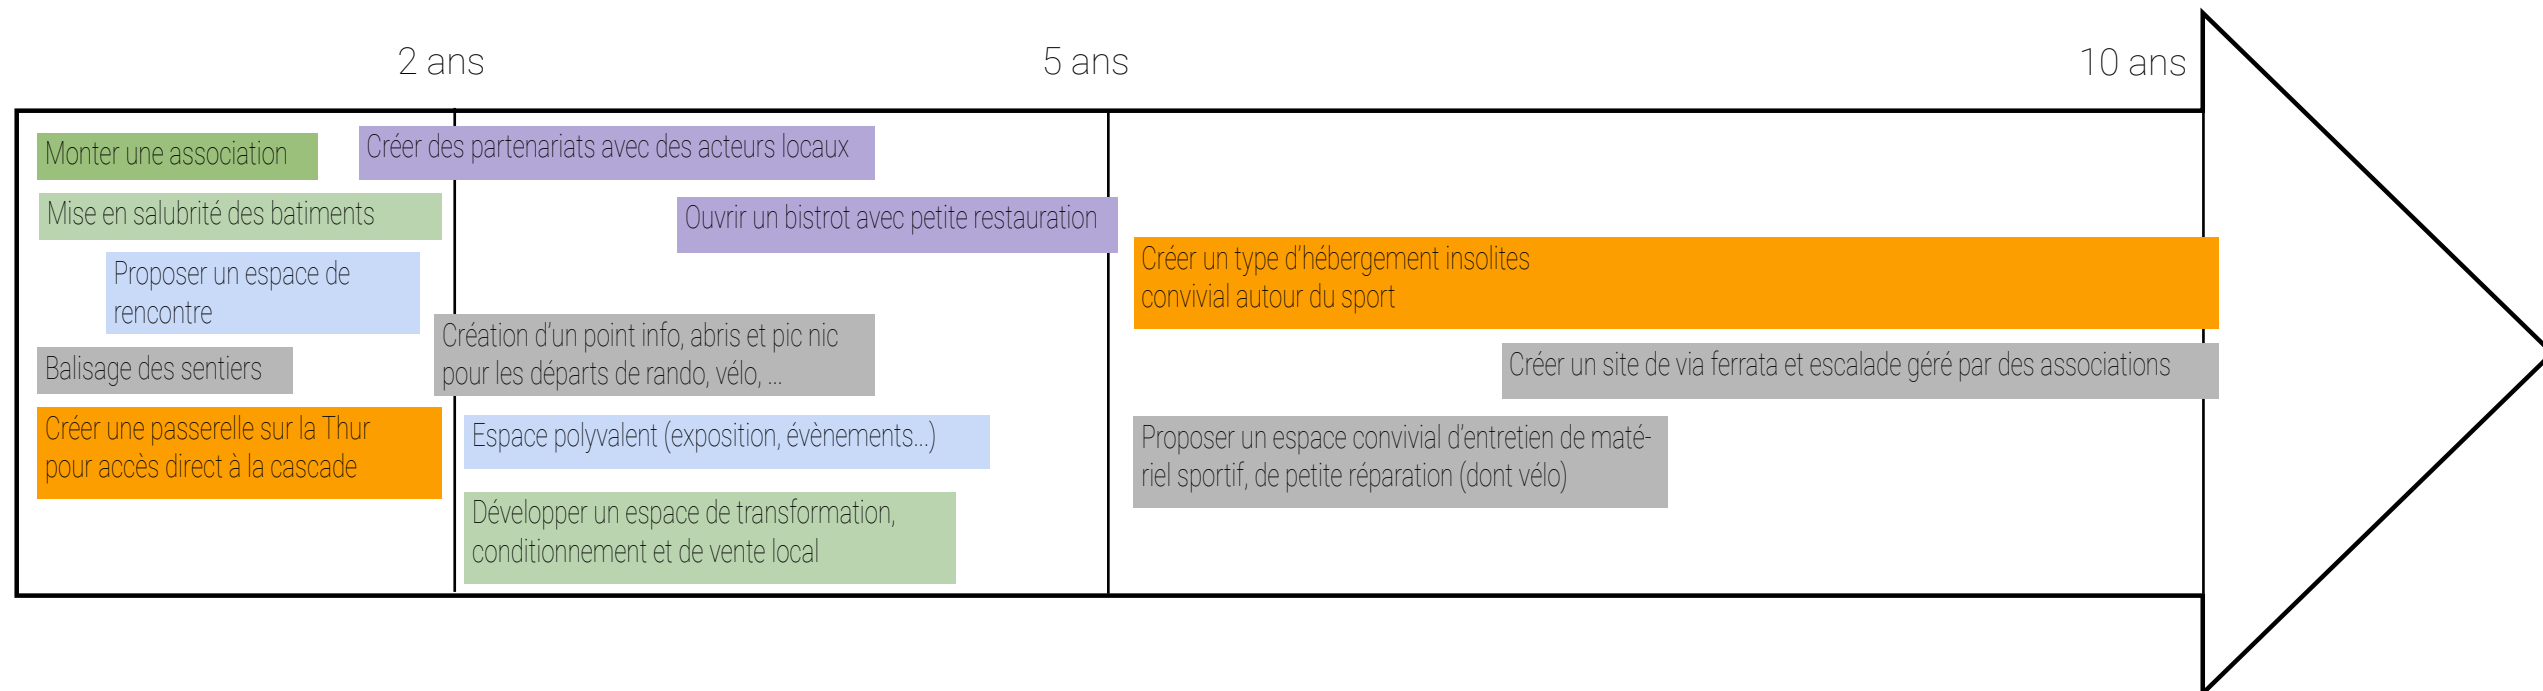 2 ans
5 ans
10 ans
Monter une association
Créer des partenariats avec des acteurs locaux
Mise en salubrité des batiments
Ouvrir un bistrot avec petite restauration
Proposer un espace de
rencontre
Créer un type d'hébergement insolites
convivial autour du sport
Création d'un point info, abris et pic nic
pour les départs de rando, vélo, ...
Balisage des sentiers
Créer un site de via ferrata et escalade géré par des associations
Créer une passerelle sur la Thur
pour accès direct à la cascade
Espace polyvalent (exposition, évènements...)
Proposer un espace convivial d'entretien de maté-
riel sportif, de petite réparation (dont vélo)
Développer un espace de transformation,
conditionnement et de vente local